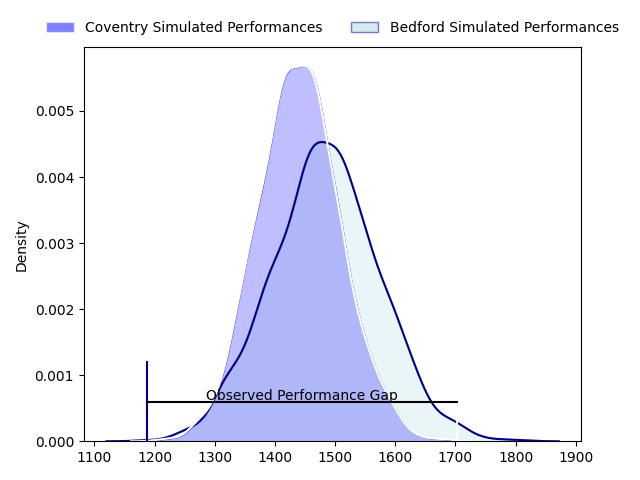 Coventry Simulated Performances Bedford Simulated Performances
0.005
0.004
0.003
0.002
0.001
0.000
Density
Observed Performance Gap
1100 1200 1300 1400 1500 1600 1700 1800 1900